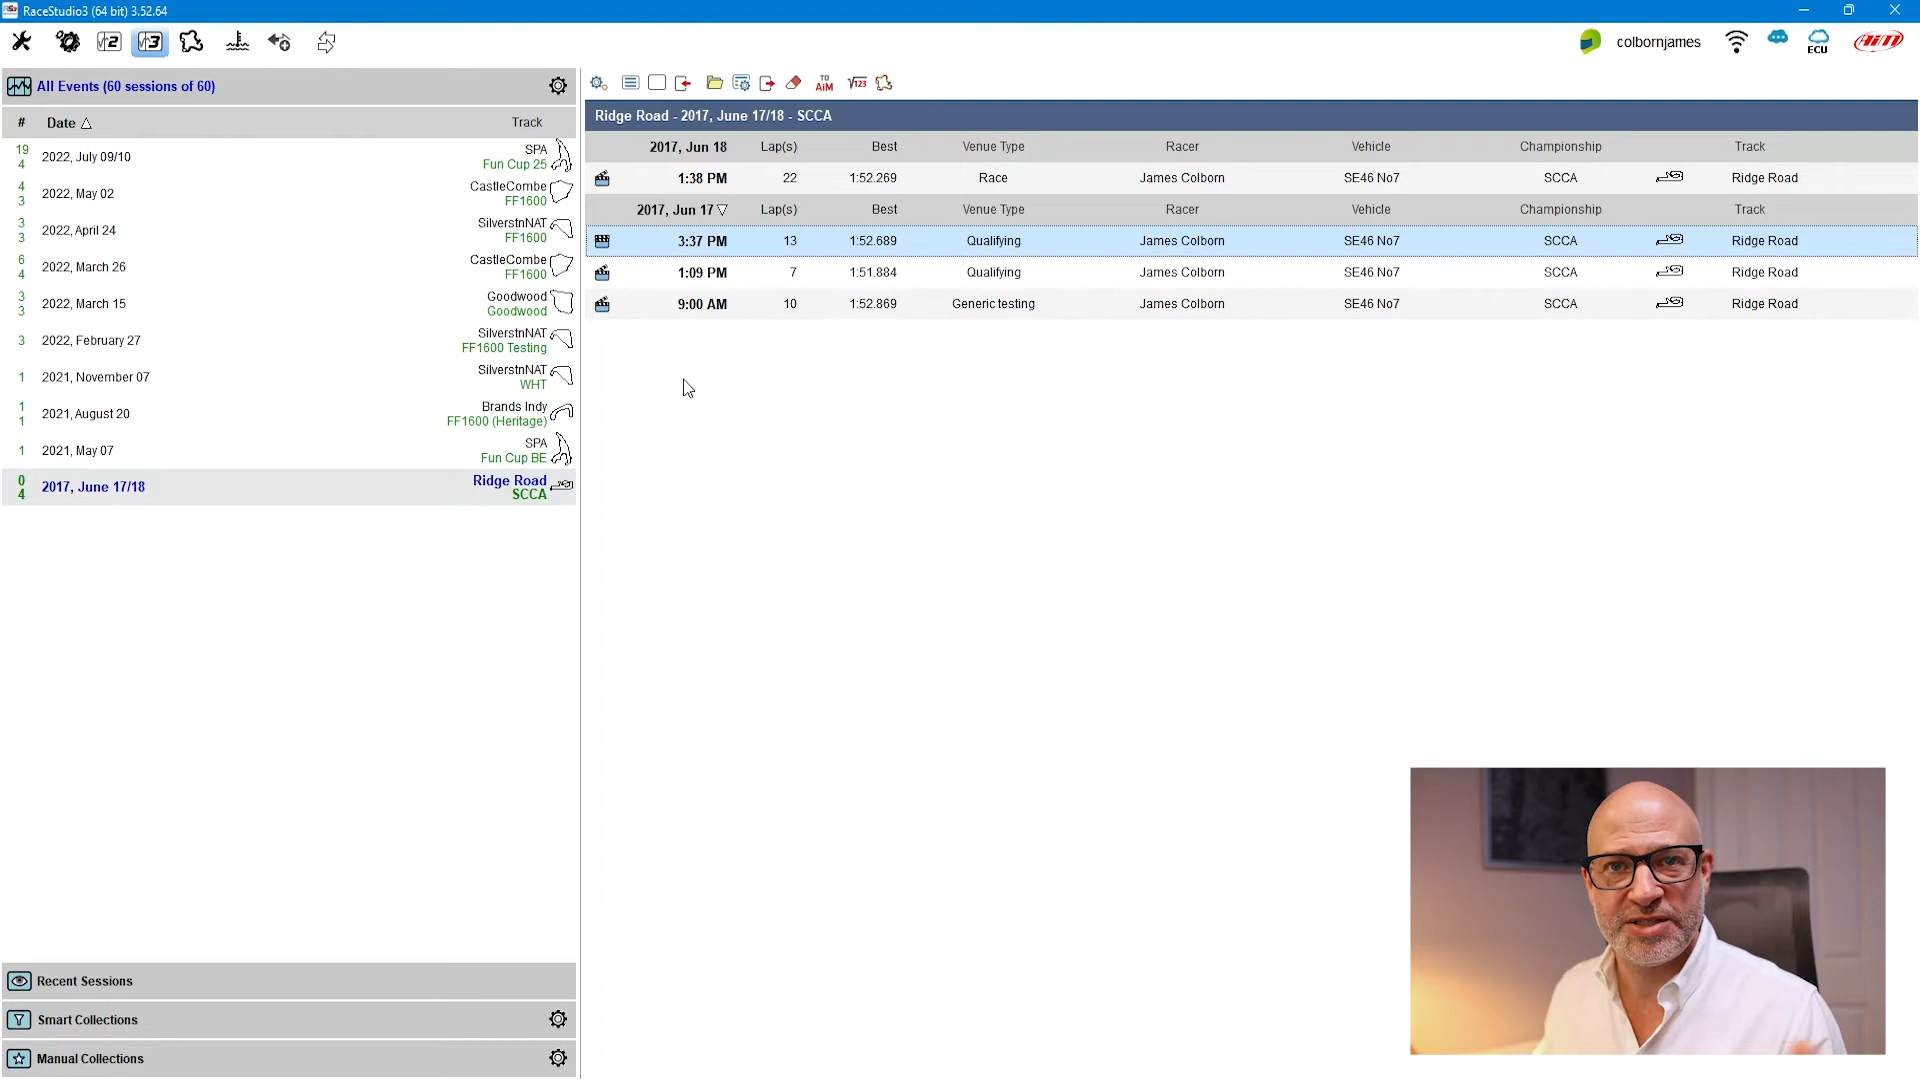 RaceStudio3 (64 bit) 3.52.64
2
3
colbornjames
ECU
AiM
All Events (60 sessions of 60)
# Date Track
19 4 2022, July 09/10 SPA Fun Cup 25
4 3 2022, May 02 CastleCombe FF1600
3 3 2022, April 24 SilverstnNAT FF1600
6 4 2022, March 26 CastleCombe FF1600
3 3 2022, March 15 Goodwood Goodwood
3 2022, February 27 SilverstnNAT FF1600 Testing
1 2021, November 07 SilverstnNAT WHT
1 1 2021, August 20 Brands Indy FF1600 (Heritage)
1 2021, May 07 SPA Fun Cup BE
0 4 2017, June 17/18 Ridge Road SCCA
Recent Sessions
Smart Collections
Manual Collections
TO AiM
√123
Ridge Road - 2017, June 17/18 - SCCA
2017, Jun 18 Lap(s) Best Venue Type Racer Vehicle Championship Track
1:38 PM 22 1:52.269 Race James Colborn SE46 No7 SCCA Ridge Road
2017, Jun 17 Lap(s) Best Venue Type Racer Vehicle Championship Track
3:37 PM 13 1:52.689 Qualifying James Colborn SE46 No7 SCCA Ridge Road
1:09 PM 7 1:51.884 Qualifying James Colborn SE46 No7 SCCA Ridge Road
9:00 AM 10 1:52.869 Generic testing James Colborn SE46 No7 SCCA Ridge Road